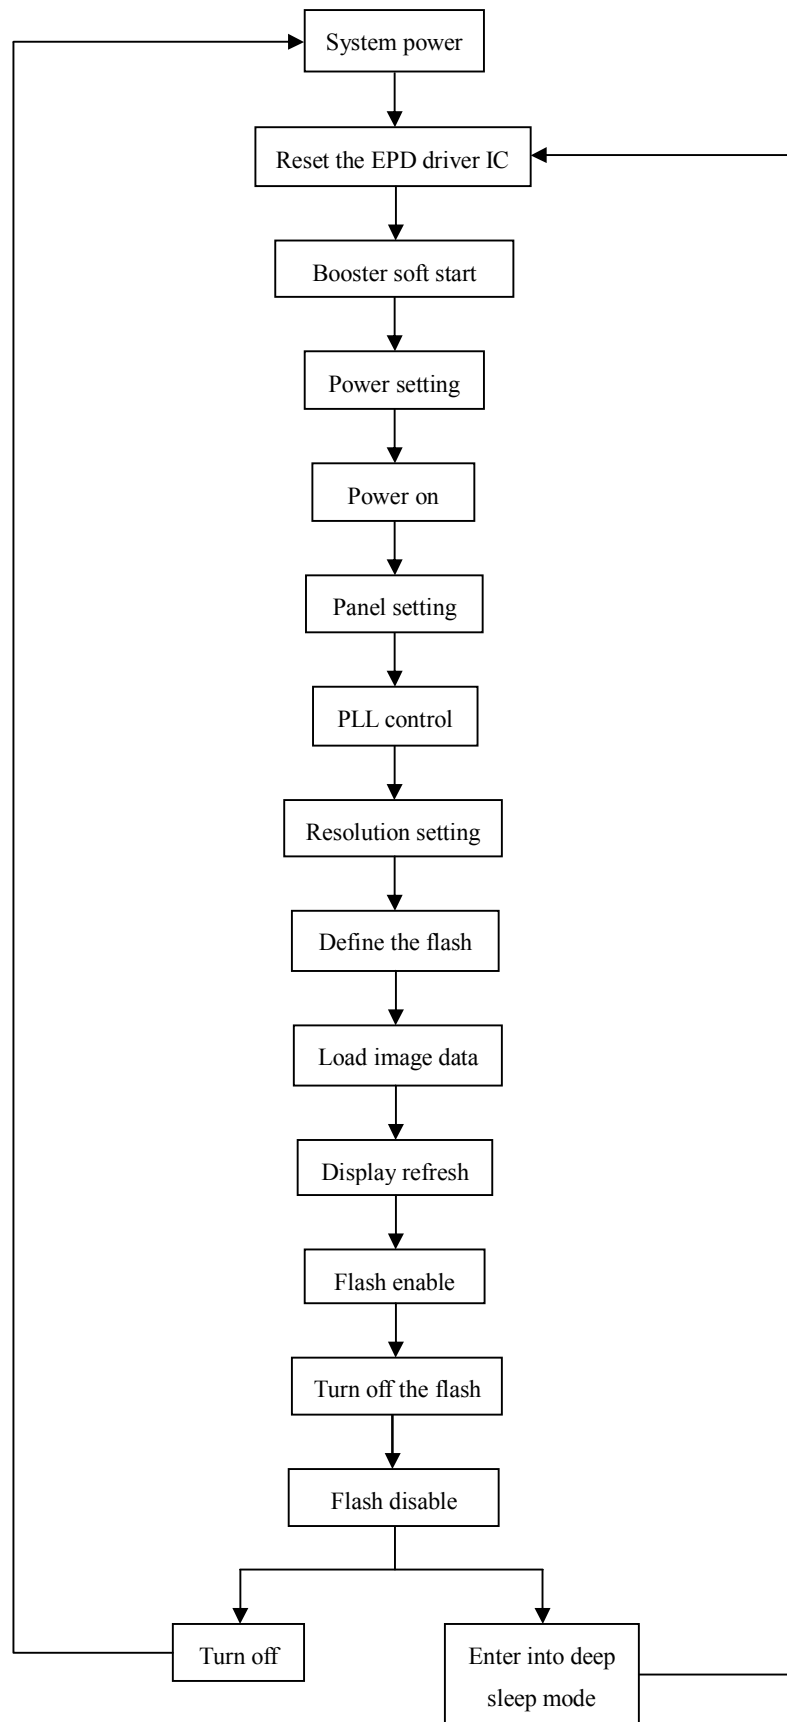 System power
Reset the EPD driver IC
Booster soft start
Power setting
Power on
Panel setting
PLL control
Resolution setting
Define the flash
Load image data
Display refresh
Flash enable
Turn off the flash
Flash disable
Turn off
Enter into deep
sleep mode